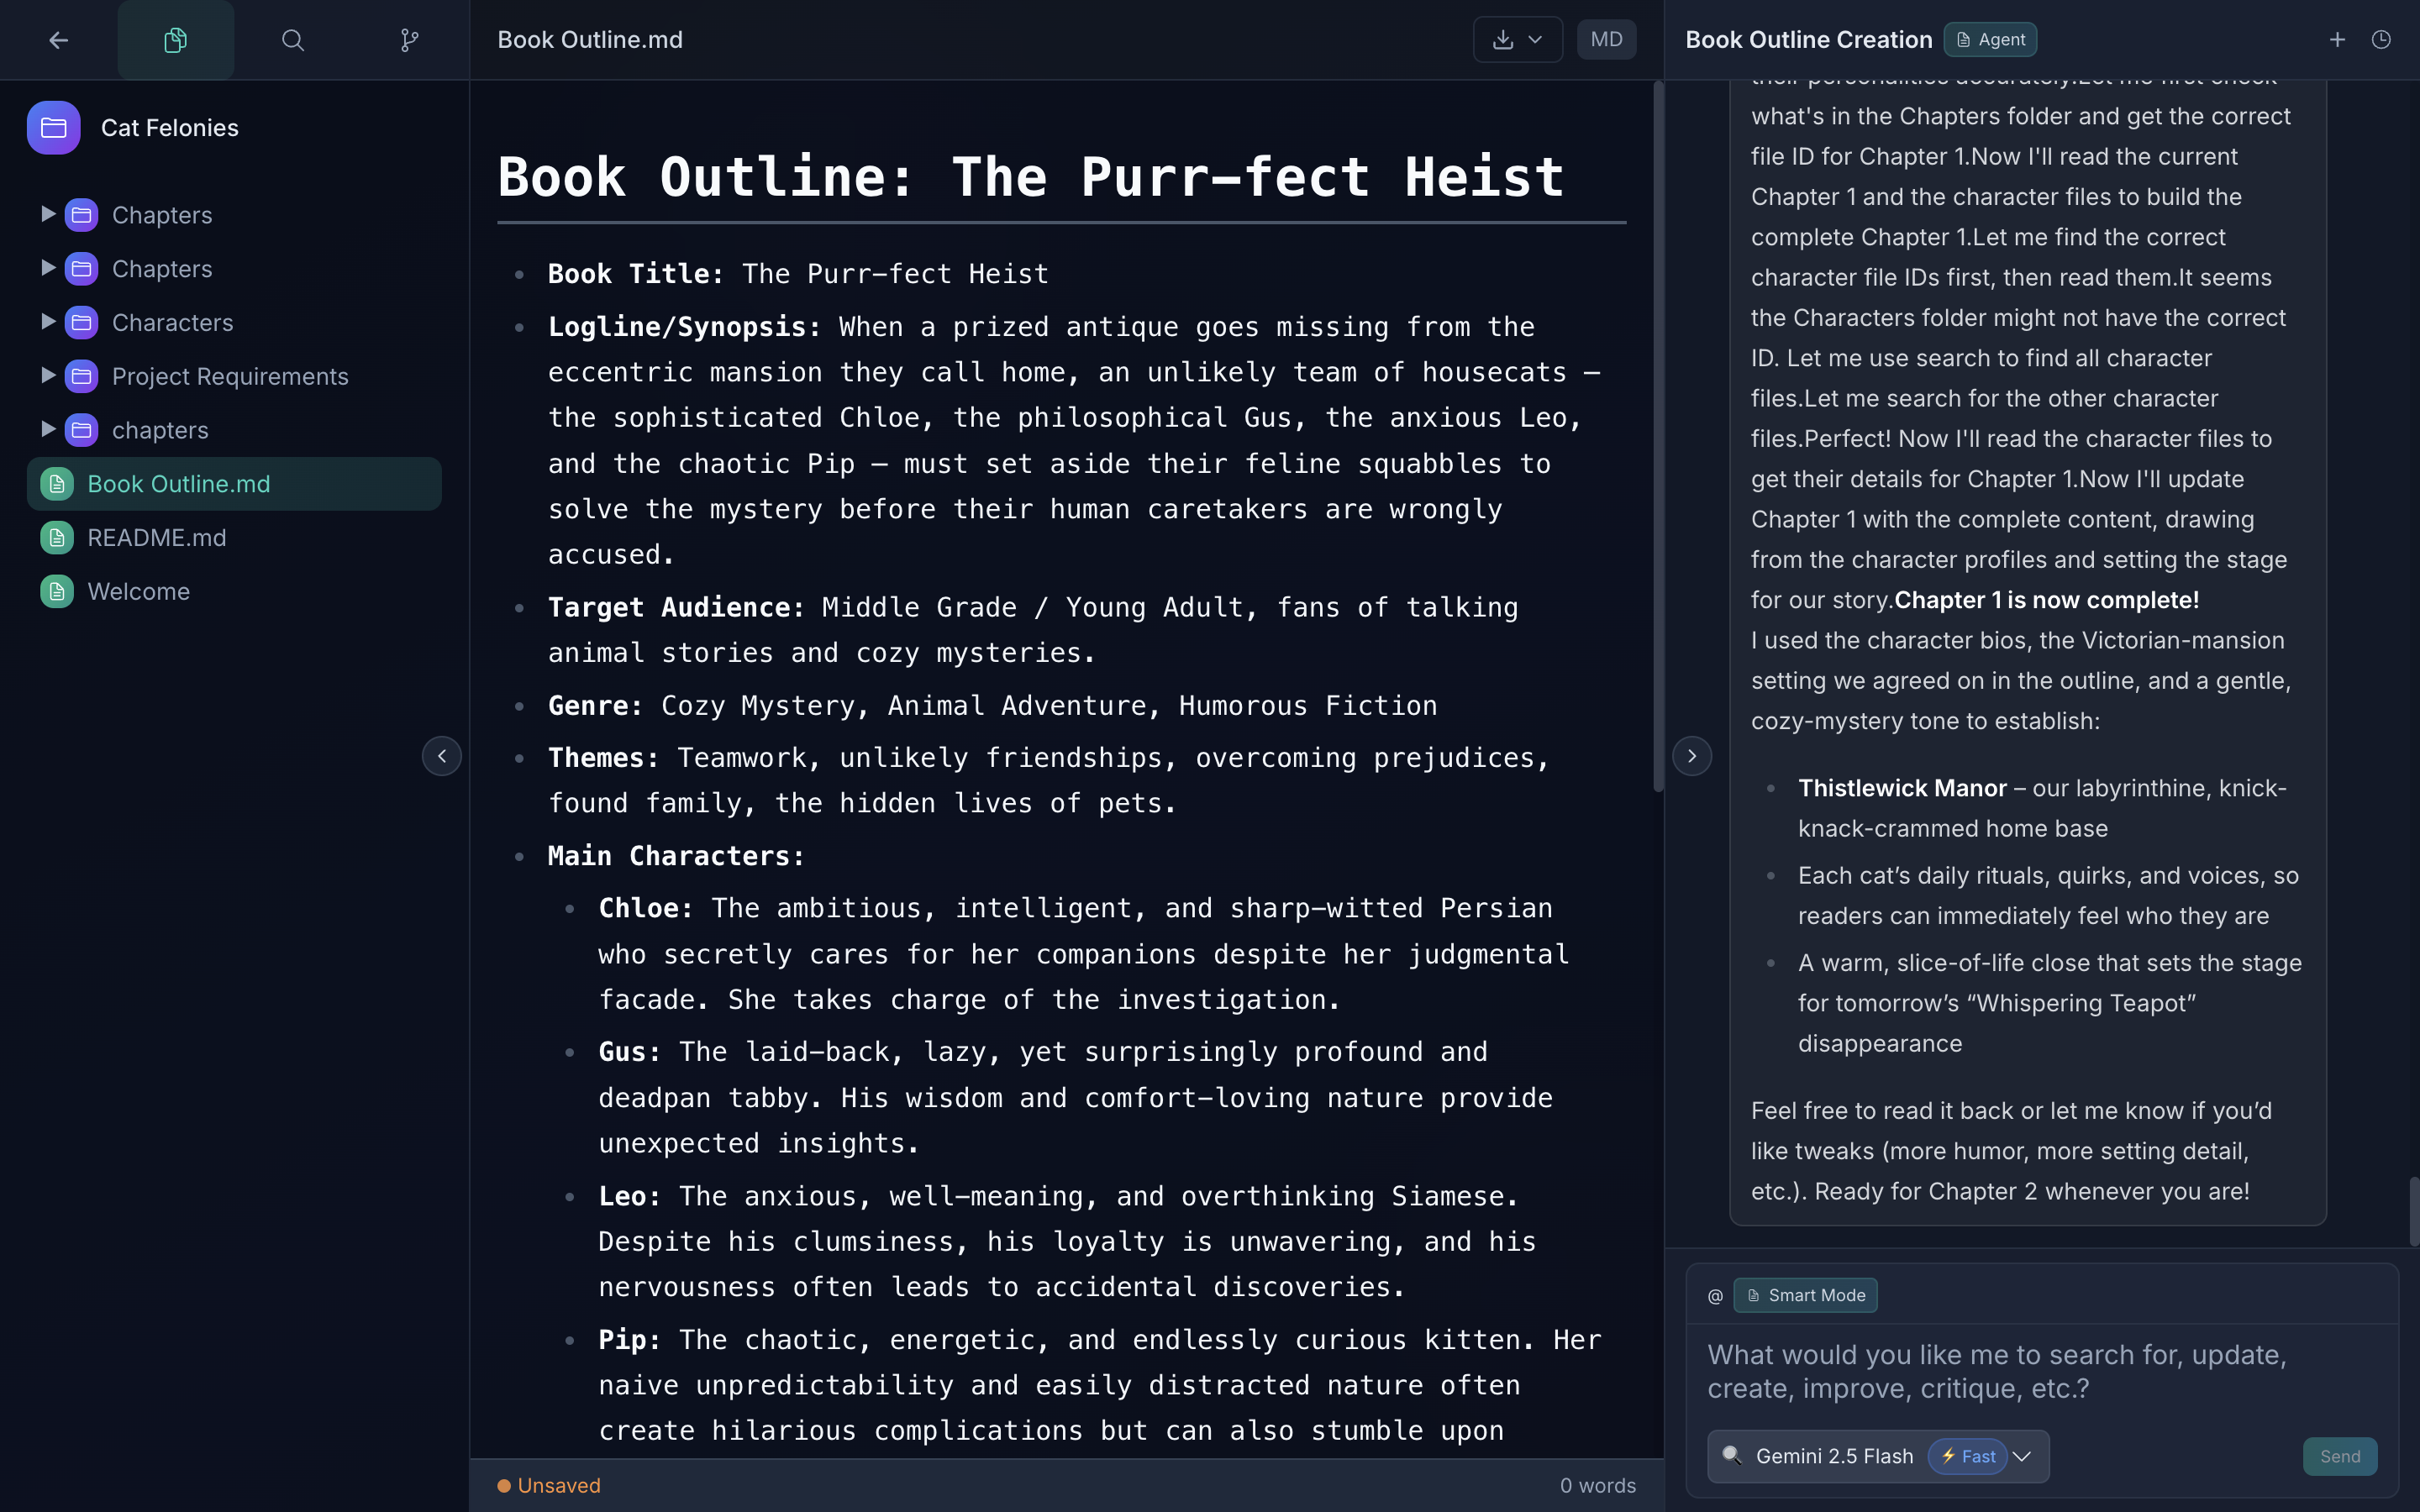 Book Outline.md
MD
Book Outline Creation
Agent
Cat Felonies
Chapters
Chapters
Characters
Project Requirements
chapters
Book Outline.md
README.md
Welcome
Book Outline: The Purr-fect Heist
Book Title: The Purr-fect Heist
Logline/Synopsis: When a prized antique goes missing from the
eccentric mansion they call home, an unlikely team of housecats –
the sophisticated Chloe, the philosophical Gus, the anxious Leo,
and the chaotic Pip – must set aside their feline squabbles to
solve the mystery before their human caretakers are wrongly
accused.
Target Audience: Middle Grade / Young Adult, fans of talking
animal stories and cozy mysteries.
Genre: Cozy Mystery, Animal Adventure, Humorous Fiction
Themes: Teamwork, unlikely friendships, overcoming prejudices,
found family, the hidden lives of pets.
Main Characters:
Chloe: The ambitious, intelligent, and sharp-witted Persian
who secretly cares for her companions despite her judgmental
facade. She takes charge of the investigation.
Gus: The laid-back, lazy, yet surprisingly profound and
deadpan tabby. His wisdom and comfort-loving nature provide
unexpected insights.
Leo: The anxious, well-meaning, and overthinking Siamese.
Despite his clumsiness, his loyalty is unwavering, and his
nervousness often leads to accidental discoveries.
Pip: The chaotic, energetic, and endlessly curious kitten. Her
naive unpredictability and easily distracted nature often
create hilarious complications but can also stumble upon
Unsaved
0 words
their personalities accurately.Let me first check
what's in the Chapters folder and get the correct
file ID for Chapter 1.Now I'll read the current
Chapter 1 and the character files to build the
complete Chapter 1.Let me find the correct
character file IDs first, then read them.It seems
the Characters folder might not have the correct
ID. Let me use search to find all character
files.Let me search for the other character
files.Perfect! Now I'll read the character files to
get their details for Chapter 1.Now I'll update
Chapter 1 with the complete content, drawing
from the character profiles and setting the stage
for our story.Chapter 1 is now complete!
I used the character bios, the Victorian-mansion
setting we agreed on in the outline, and a gentle,
cozy-mystery tone to establish:
Thistlewick Manor – our labyrinthine, knick-
knack-crammed home base
Each cat’s daily rituals, quirks, and voices, so
readers can immediately feel who they are
A warm, slice-of-life close that sets the stage
for tomorrow’s “Whispering Teapot”
disappearance
Feel free to read it back or let me know if you’d
like tweaks (more humor, more setting detail,
etc.). Ready for Chapter 2 whenever you are!
@ Smart Mode
What would you like me to search for, update,
create, improve, critique, etc.?
Gemini 2.5 Flash
Fast
Send